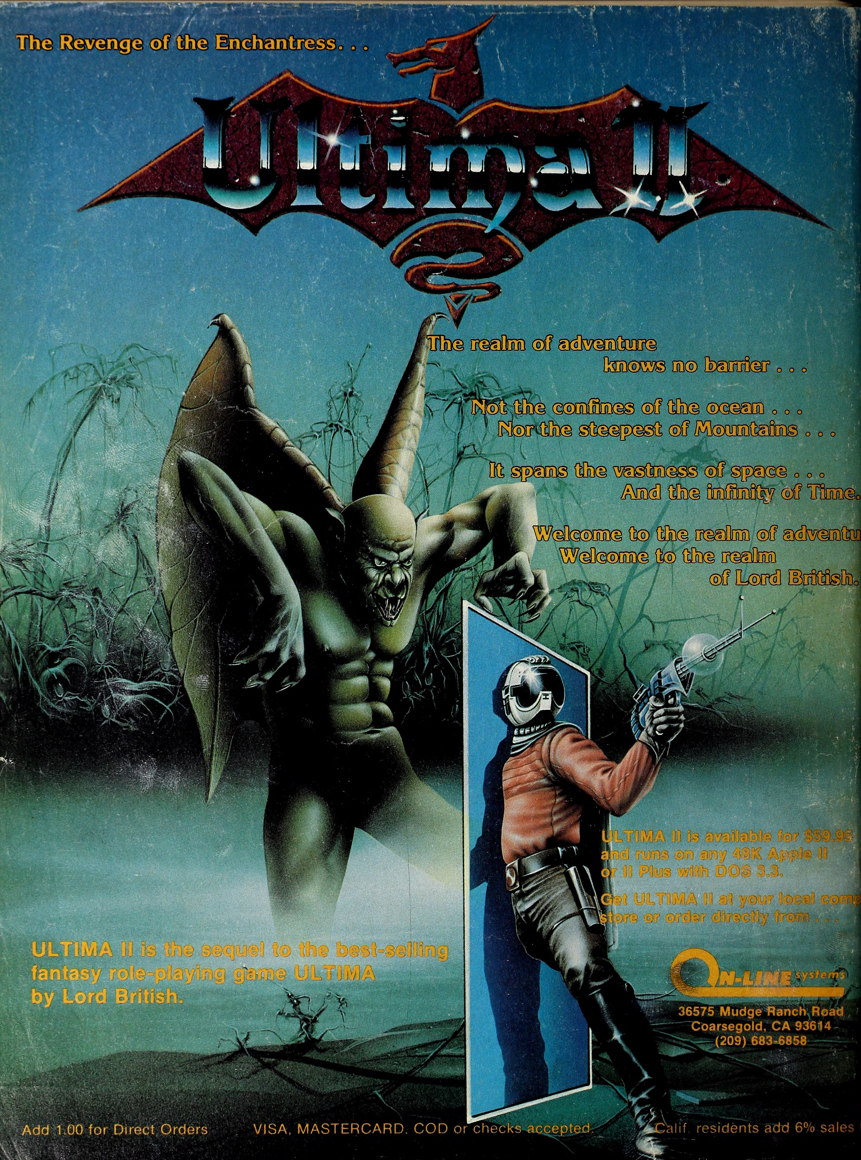 The Revenge of the Enchantress. . .
Ultima II
The realm of adventure
knows no barrier . . .
Not the confines of the ocean . . .
Nor the steepest of Mountains . . .
It spans the vastness of space . . .
And the infinity of Time.
Welcome to the realm of adventu
Welcome to the realm
of Lord British.
ULTIMA II is available for
and runs on any 48K Apple II
or II Plus with DOS 3.3.
Get ULTIMA II at your local com
store or order directly from . . .
ULTIMA II is the sequel to the best-selling
fantasy role-playing game ULTIMA
by Lord British.
ON-LINE systems
36575 Mudge Ranch Road
Coarsegold, CA 93614
(209) 683-6858
Add 1.00 for Direct Orders VISA, MASTERCARD, COD or checks accepted. Calif. residents add 6% sales